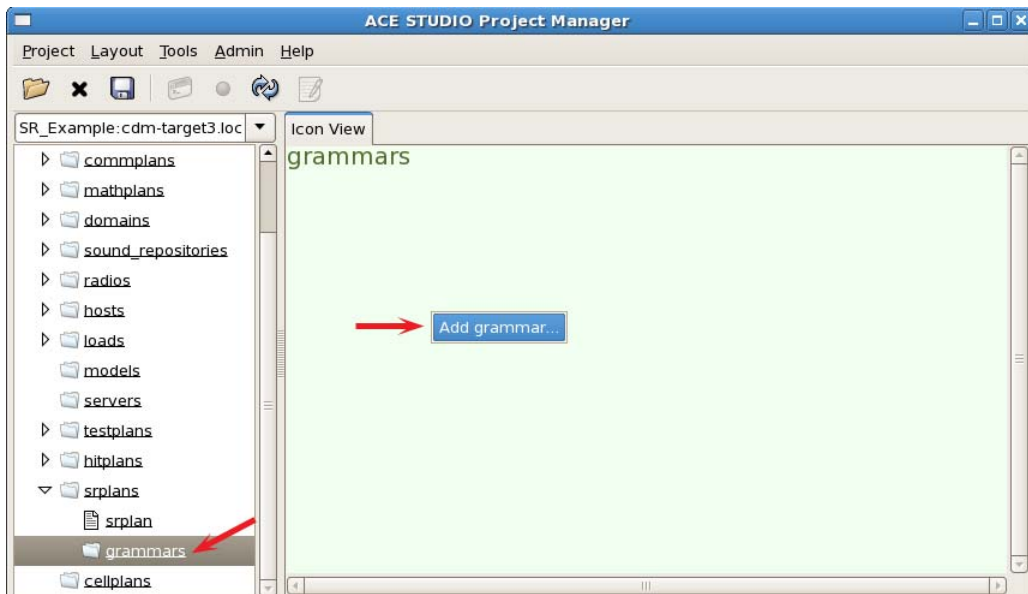 ACE STUDIO Project Manager
Project Layout Tools Admin Help
SR_Example:cdm-target3.loc
Icon View
commplans
mathplans
domains
sound_repositories
radios
hosts
loads
models
servers
testplans
hitplans
srplans
srplan
grammars
cellplans
grammars
Add grammar...